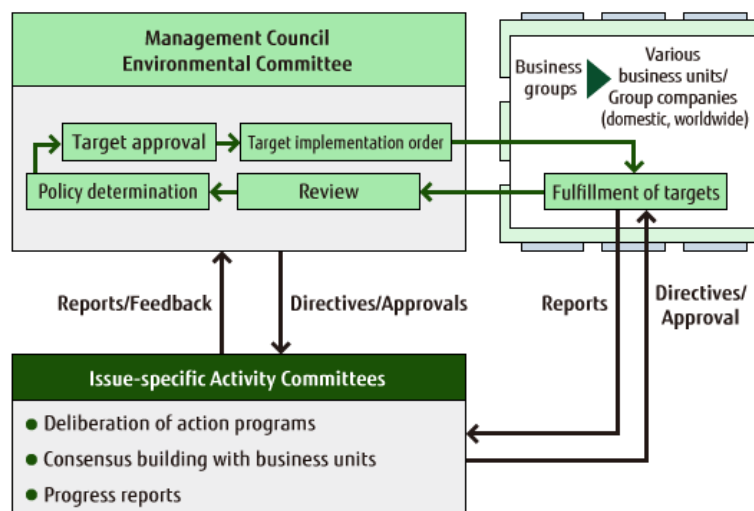 Management Council
Environmental Committee
Target approval
Target implementation order
Policy determination
Review
Business
groups
Various
business units/
Group companies
(domestic, worldwide)
Fulfillment of targets
Reports/Feedback
Directives/Approvals
Reports
Directives/
Approval
Issue-specific Activity Committees
Deliberation of action programs
Consensus building with business units
Progress reports